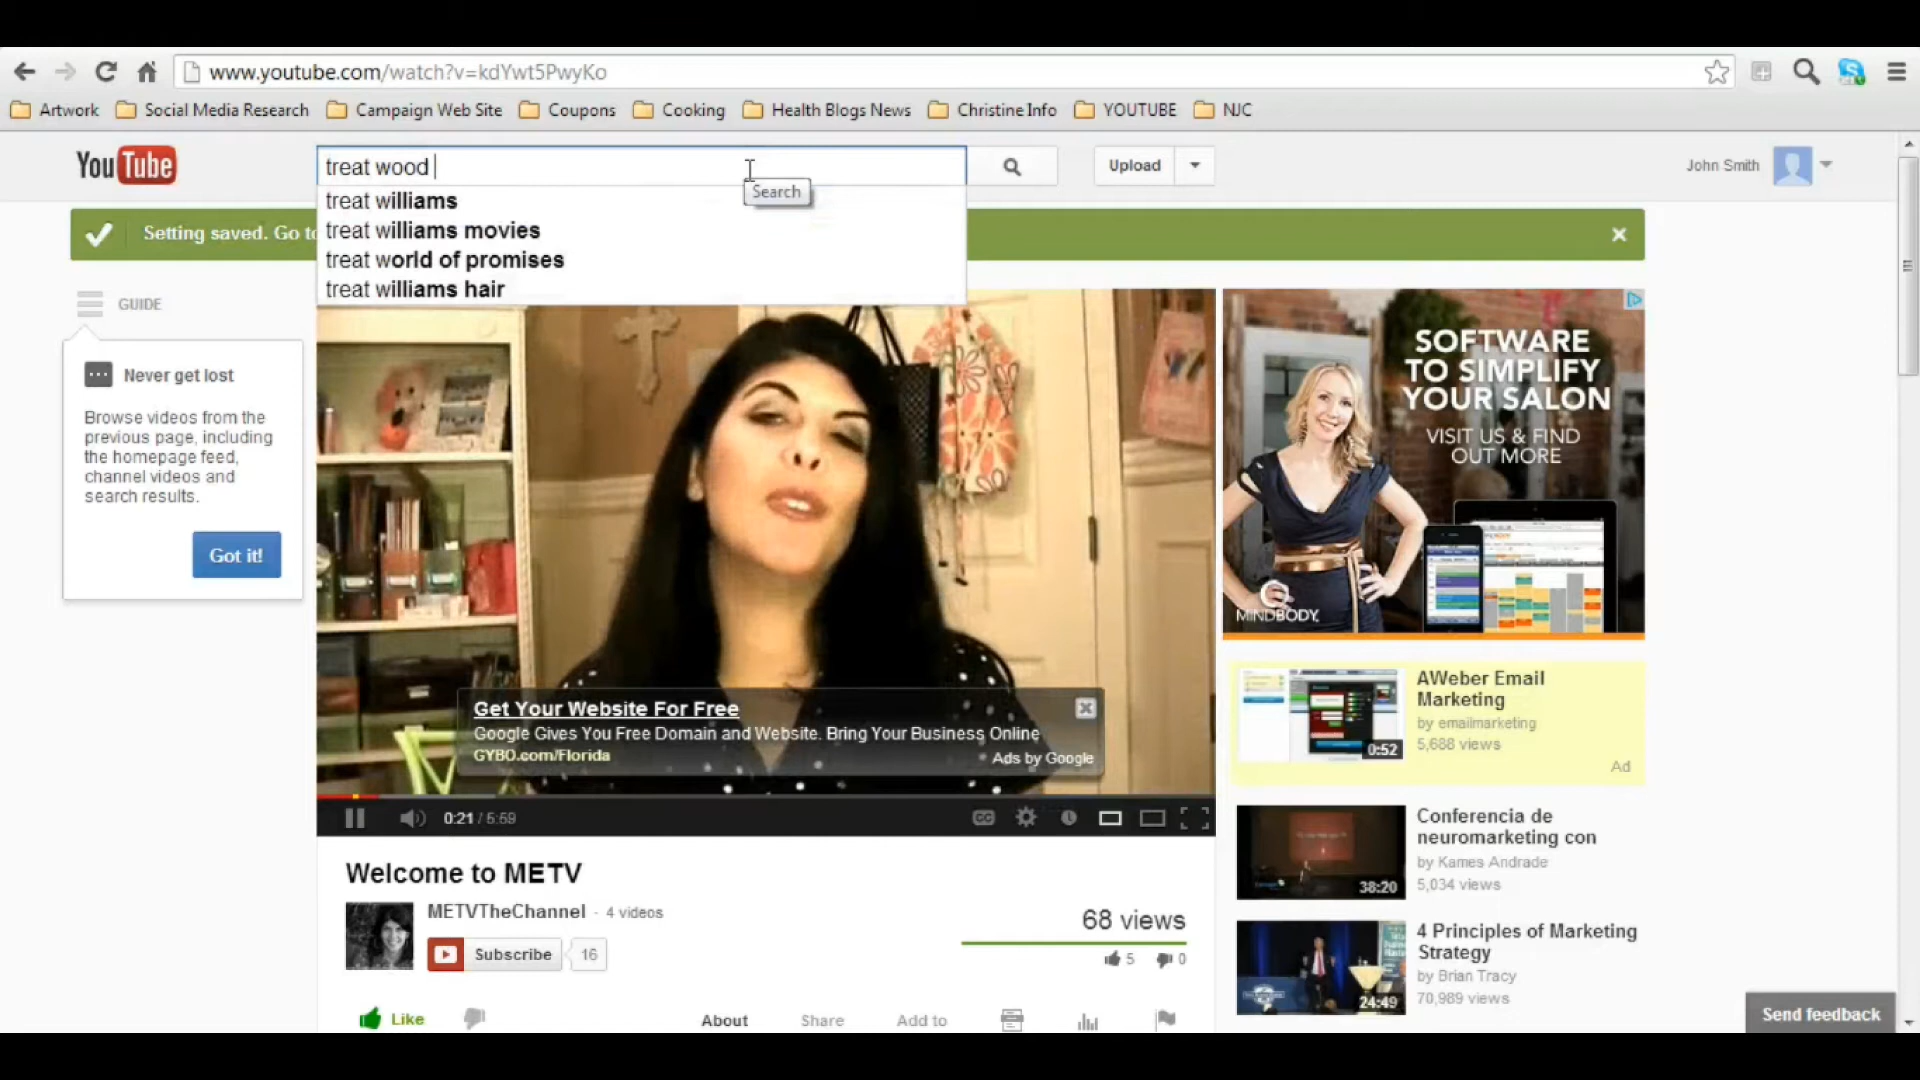 www.youtube.com/watch?v=kdYwt5PwyKo
Artwork Social Media Research Campaign Web Site Coupons Cooking Health Blogs News Christine Info YOUTUBE NJC
YouTube
treat wood
Upload
John Smith
Search
treat williams
treat williams movies
treat world of promises
treat williams hair
Setting saved. Go to
GUIDE
Never get lost
Browse videos from the
previous page, including
the homepage feed,
channel videos and
search results.
Got it!
SOFTWARE
TO SIMPLIFY
YOUR SALON
VISIT US & FIND
OUT MORE
MINDBODY
Get Your Website For Free
Google Gives You Free Domain and Website. Bring Your Business Online
GYBO.com/Florida
Ads by Google
0:21 / 5:59
CC
Welcome to METV
METVTheChannel · 4 videos
Subscribe 16
68 views
5 0
Like
About Share Add to
AWeber Email
Marketing
by emailmarketing
5,688 views
0:52
Ad
Conferencia de
neuromarketing con
by Kames Andrade
5,034 views
38:20
4 Principles of Marketing
Strategy
by Brian Tracy
70,989 views
24:49
Send feedback